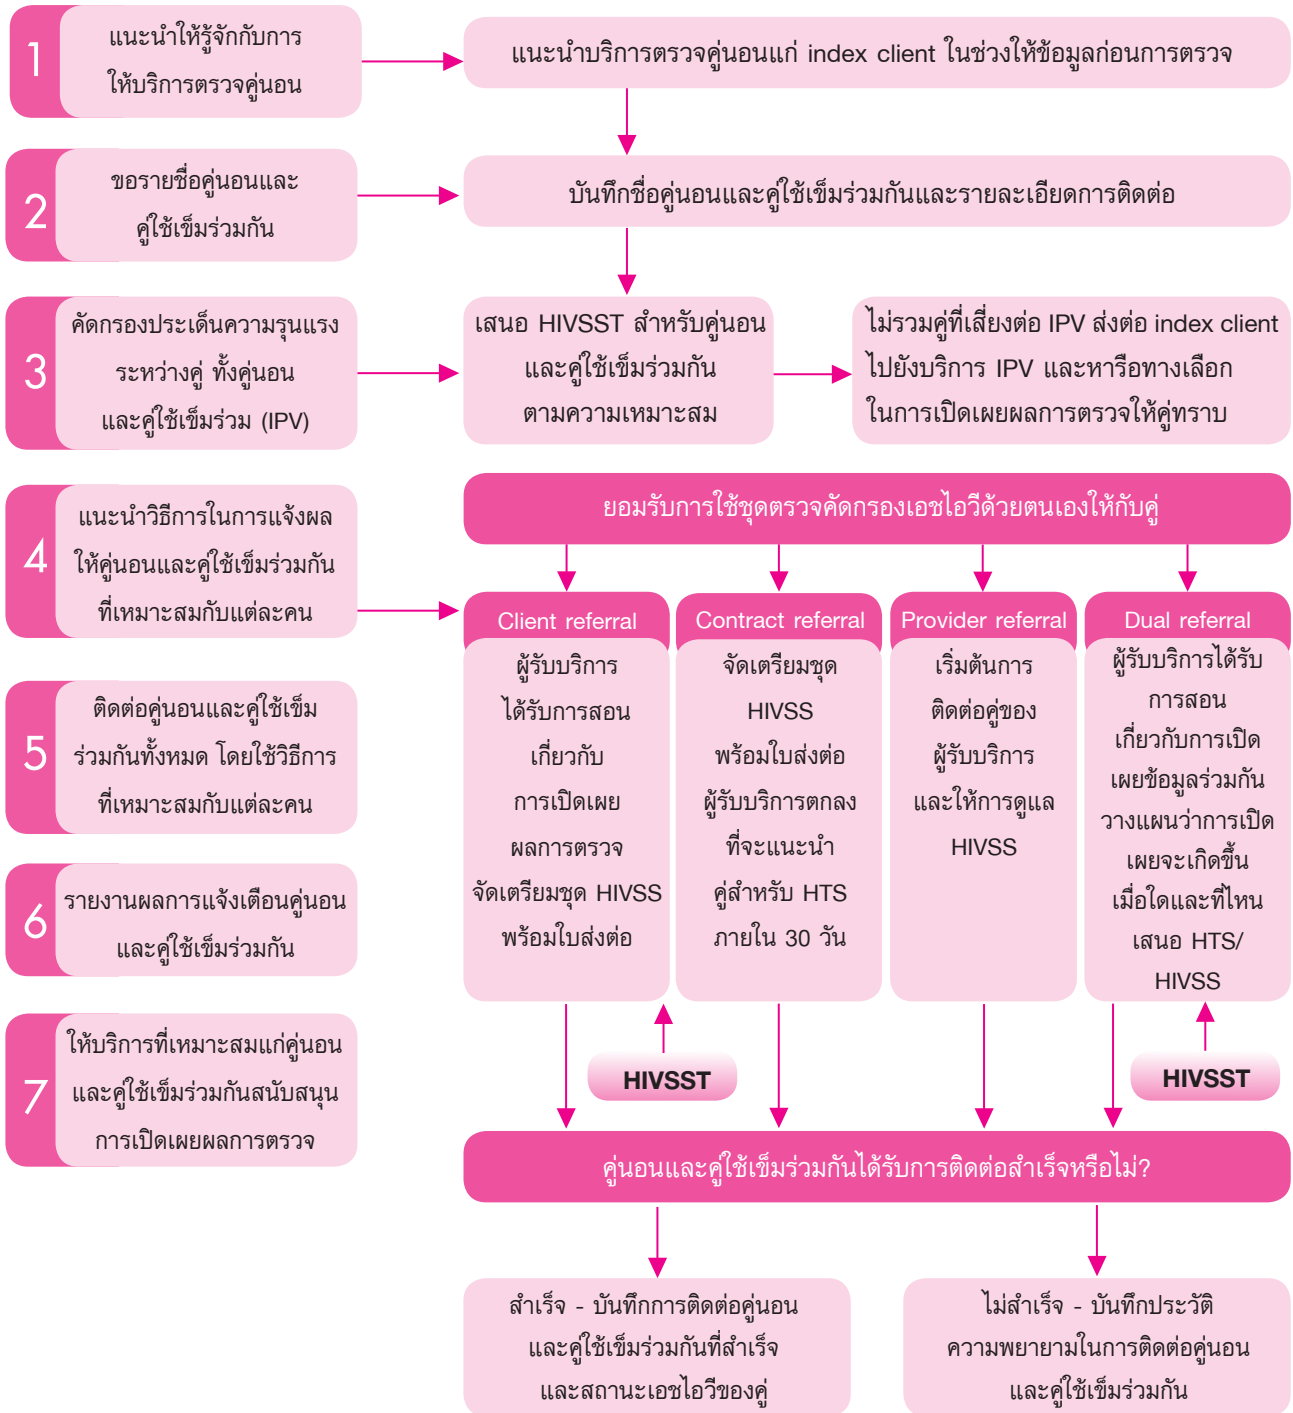 1
แนะนำให้รู้จักกับการ
ให้บริการตรวจคู่นอน
แนะนำบริการตรวจคู่นอนแก่ index client ในช่วงให้ข้อมูลก่อนการตรวจ
2
ขอรายชื่อคู่นอนและ
คู่ใช้เข็มร่วมกัน
บันทึกชื่อคู่นอนและคู่ใช้เข็มร่วมกันและรายละเอียดการติดต่อ
3
คัดกรองประเด็นความรุนแรง
ระหว่างคู่ ทั้งคู่นอน
และคู่ใช้เข็มร่วม (IPV)
เสนอ HIVSST สำหรับคู่นอน
และคู่ใช้เข็มร่วมกัน
ตามความเหมาะสม
ไม่รวมคู่ที่เสี่ยงต่อ IPV ส่งต่อ index client
ไปยังบริการ IPV และหารือทางเลือก
ในการเปิดเผยผลการตรวจให้คู่ทราบ
4
แนะนำวิธีการในการแจ้งผล
ให้คู่นอนและคู่ใช้เข็มร่วมกัน
ที่เหมาะสมกับแต่ละคน
5
ติดต่อคู่นอนและคู่ใช้เข็ม
ร่วมกันทั้งหมด โดยใช้วิธีการ
ที่เหมาะสมกับแต่ละคน
6
รายงานผลการแจ้งเตือนคู่นอน
และคู่ใช้เข็มร่วมกัน
7
ให้บริการที่เหมาะสมแก่คู่นอน
และคู่ใช้เข็มร่วมกันสนับสนุน
การเปิดเผยผลการตรวจ
ยอมรับการใช้ชุดตรวจคัดกรองเอชไอวีด้วยตนเองให้กับคู่
Client referral
ผู้รับบริการ
ได้รับการสอน
เกี่ยวกับ
การเปิดเผย
ผลการตรวจ
จัดเตรียมชุด HIVSS
พร้อมใบส่งต่อ
Contract referral
จัดเตรียมชุด
HIVSS
พร้อมใบส่งต่อ
ผู้รับบริการตกลง
ที่จะแนะนำ
คู่สำหรับ HTS
ภายใน 30 วัน
Provider referral
เริ่มต้นการ
ติดต่อคู่ของ
ผู้รับบริการ
และให้การดูแล
HIVSS
Dual referral
ผู้รับบริการได้รับ
การสอน
เกี่ยวกับการเปิด
เผยข้อมูลร่วมกัน
วางแผนว่าการเปิด
เผยจะเกิดขึ้น
เมื่อใดและที่ไหน
เสนอ HTS/
HIVSS
HIVSST
HIVSST
คู่นอนและคู่ใช้เข็มร่วมกันได้รับการติดต่อสำเร็จหรือไม่?
สำเร็จ - บันทึกการติดต่อคู่นอน
และคู่ใช้เข็มร่วมกันที่สำเร็จ
และสถานะเอชไอวีของคู่
ไม่สำเร็จ - บันทึกประวัติ
ความพยายามในการติดต่อคู่นอน
และคู่ใช้เข็มร่วมกัน